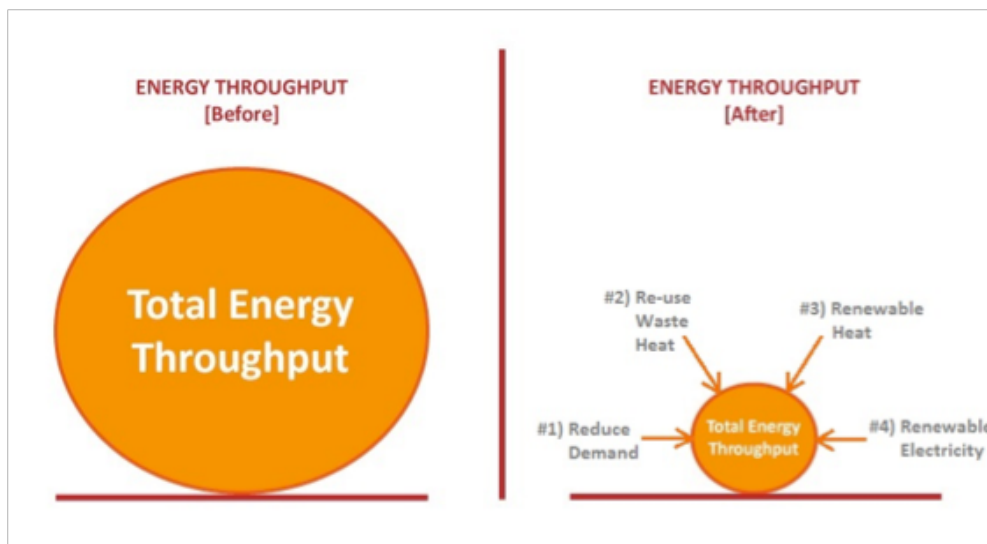 ENERGY THROUGHPUT
[Before]
Total Energy
Throughput
ENERGY THROUGHPUT
[After]
#2) Re-use
Waste
Heat
#3) Renewable
Heat
#1) Reduce
Demand
Total Energy
Throughput
#4) Renewable
Electricity